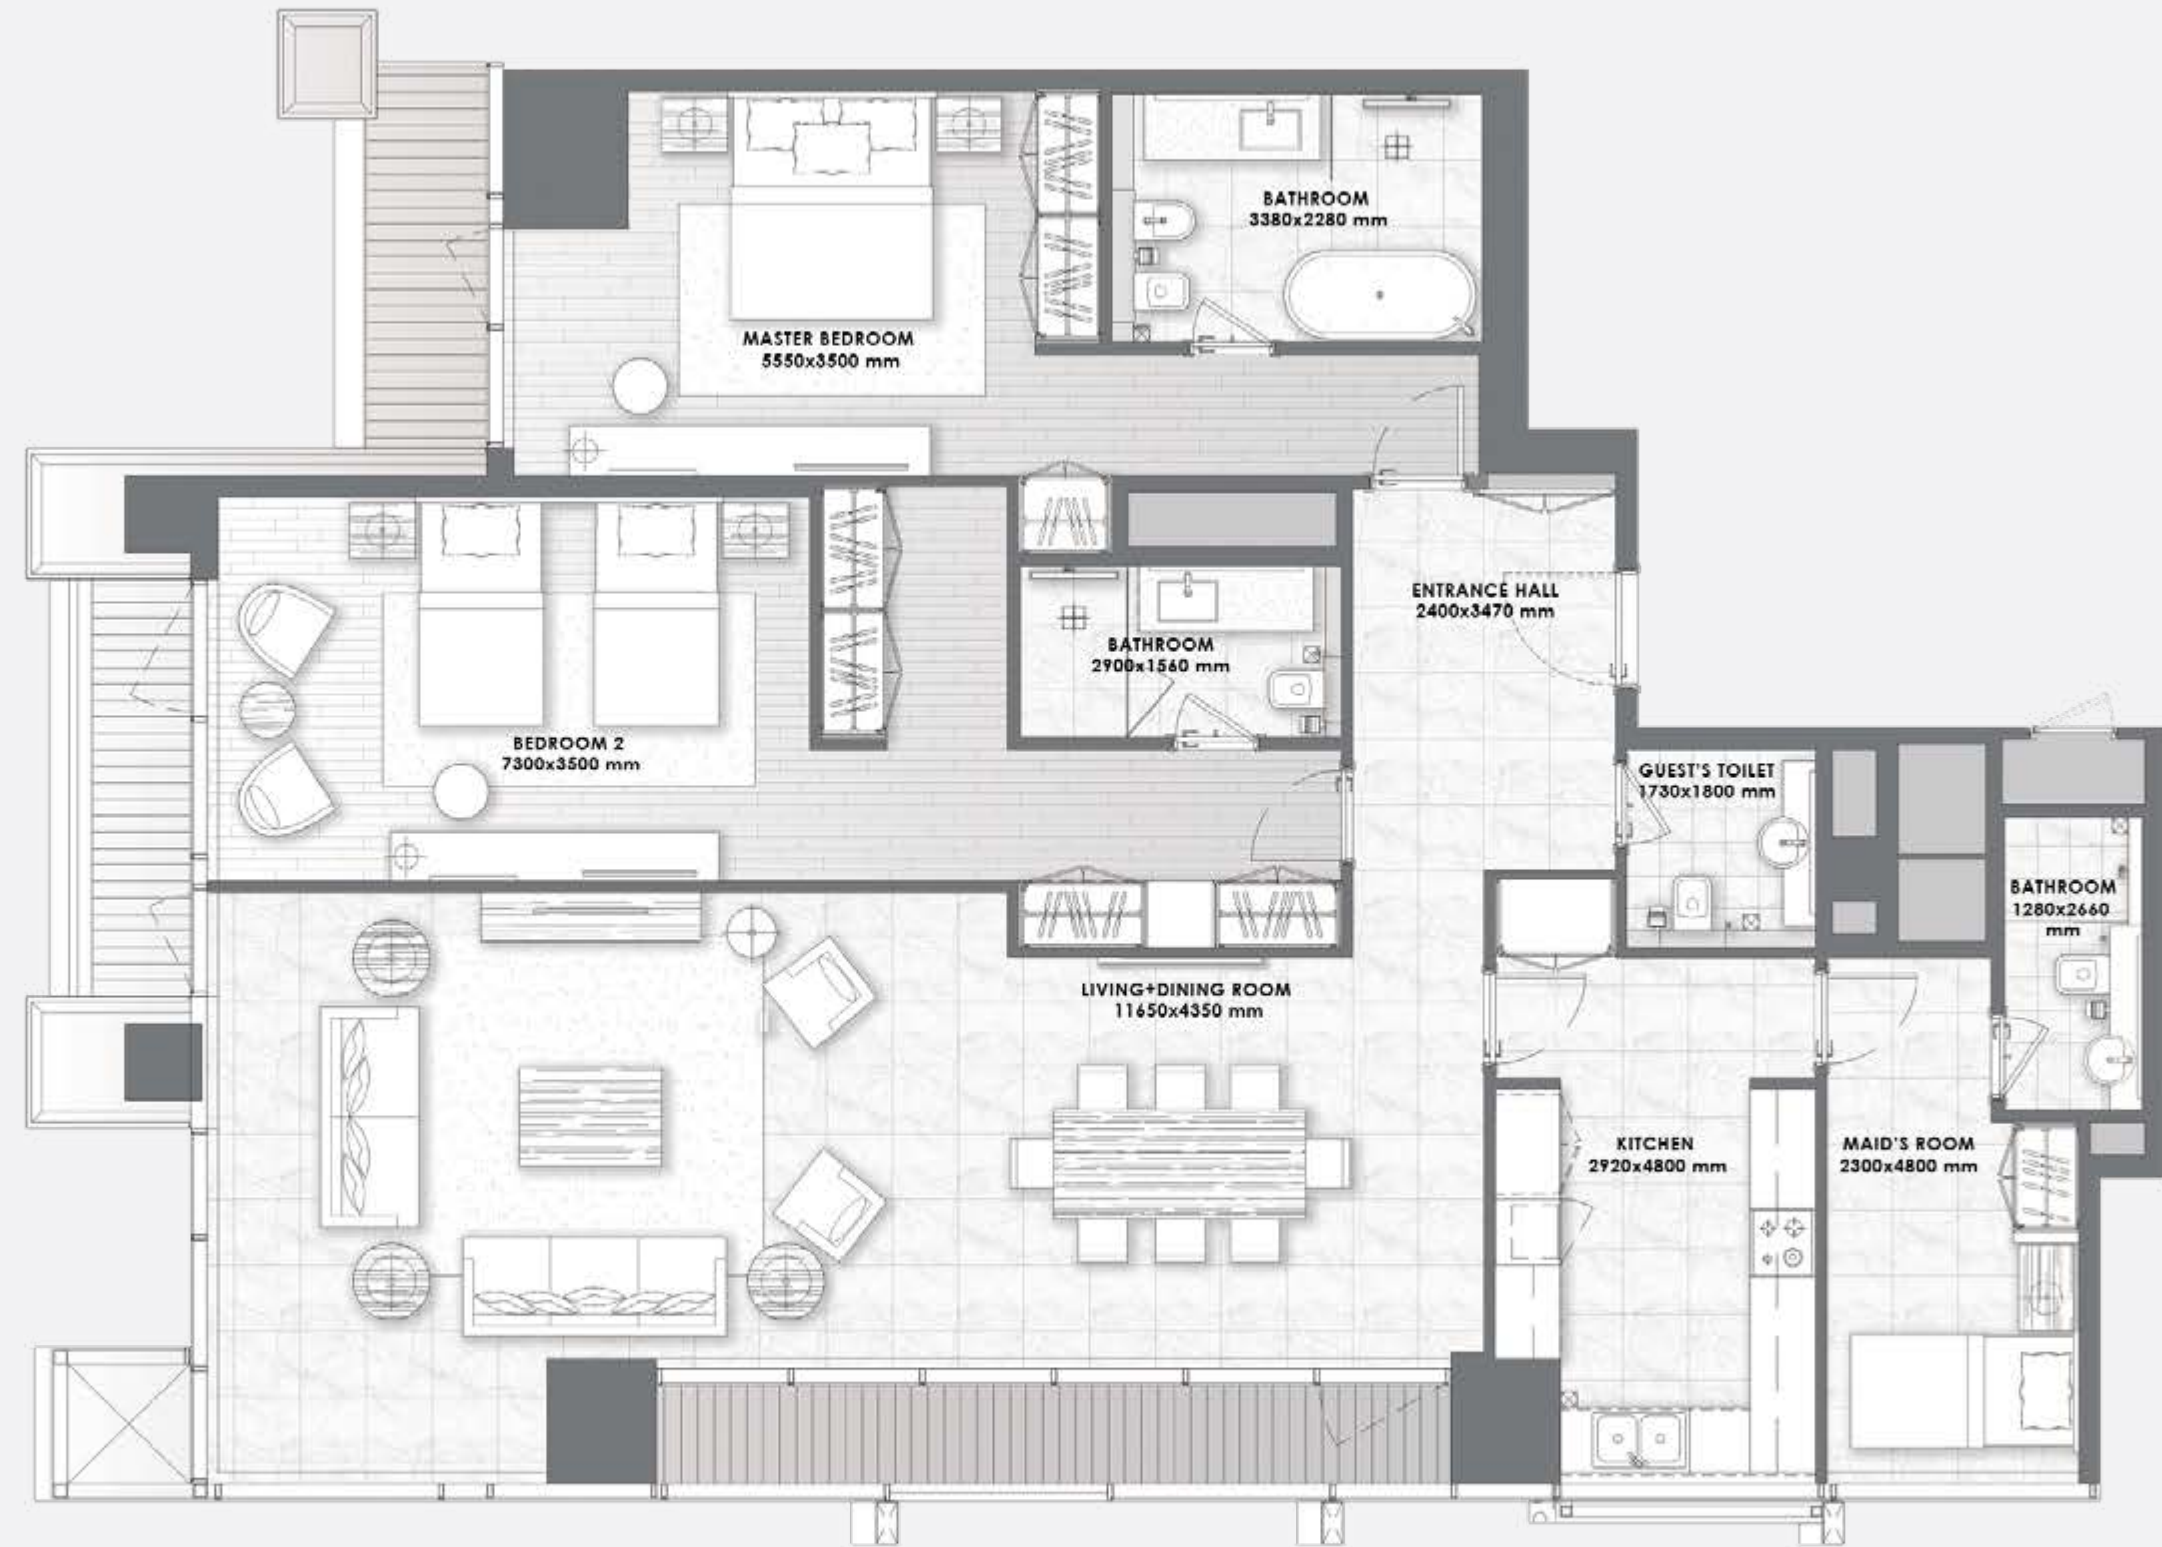 BATHROOM
3380x2280 mm
MASTER BEDROOM
5550x3500 mm
ENTRANCE HALL
2400x3470 mm
BATHROOM
2900x1560 mm
BEDROOM 2
7300x3500 mm
GUEST'S TOILET
1730x1800 mm
BATHROOM
1280x2660
mm
LIVING+DINING ROOM
11650x4350 mm
KITCHEN
2920x4800 mm
MAID'S ROOM
2300x4800 mm